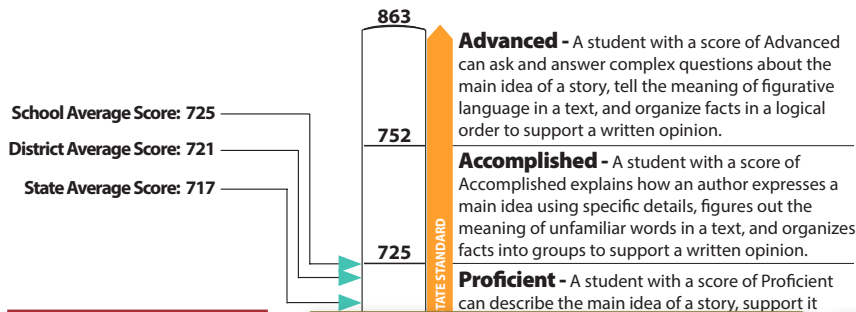 863
Advanced - A student with a score of Advanced
can ask and answer complex questions about the
main idea of a story, tell the meaning of figurative
language in a text, and organize facts in a logical
order to support a written opinion.
School Average Score: 725
District Average Score: 721
State Average Score: 717
752
Accomplished - A student with a score of
Accomplished explains how an author expresses a
main idea using specific details, figures out the
meaning of unfamiliar words in a text, and organizes
facts into groups to support a written opinion.
725
TATE STANDARD
Proficient - A student with a score of Proficient
can describe the main idea of a story, support it